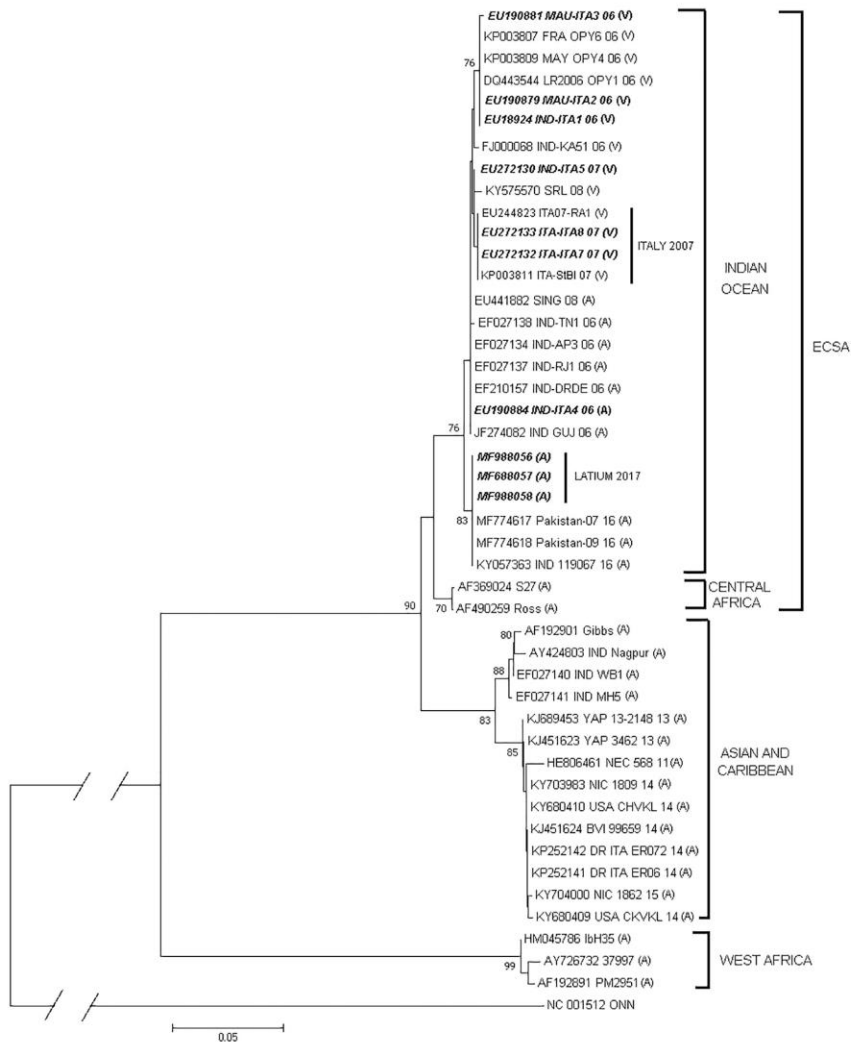 EU190881 MAU-ITA3 06 (V)
KP003807 FRA OPY6 06 (V)
KP003809 MAY OPY4 06 (V)
76
DQ443544 LR2006 OPY1 06 (V)
EU190879 MAU-ITA2 06 (V)
EU18924 IND-ITA1 06 (V)
FJ000068 IND-KA51 06 (V)
EU272130 IND-ITA5 07 (V)
KY575570 SRL 08 (V)
EU244823 ITA07-RA1 (V)
EU272133 ITA-ITA8 07 (V)
EU272132 ITA-ITA7 07 (V)
KP003811 ITA-StBl 07 (V)
ITALY 2007
INDIAN
OCEAN
EU441882 SING 08 (A)
EF027138 IND-TN1 06 (A)
EF027134 IND-AP3 06 (A)
EF027137 IND-RJ1 06 (A)
EF210157 IND-DRDE 06 (A)
EU190884 IND-ITA4 06 (A)
JF274082 IND GUJ 06 (A)
ECSA
76
MF988056 (A)
MF688057 (A)
MF988058 (A)
LATIUM 2017
83
MF774617 Pakistan-07 16 (A)
MF774618 Pakistan-09 16 (A)
KY057363 IND 119067 16 (A)
AF369024 S27 (A)
AF490259 Ross (A)
70
CENTRAL
AFRICA
90
80
AF192901 Gibbs (A)
AY424803 IND Nagpur (A)
88
EF027140 IND WB1 (A)
EF027141 IND MH5 (A)
83
KJ689453 YAP 13-2148 13 (A)
KJ451623 YAP 3462 13 (A)
85
HE806461 NEC 568 11 (A)
KY703983 NIC 1809 14 (A)
KY680410 USA CHVKL 14 (A)
KJ451624 BVI 99659 14 (A)
KP252142 DR ITA ER072 14 (A)
KP252141 DR ITA ER06 14 (A)
KY704000 NIC 1862 15 (A)
KY680409 USA CKVKL 14 (A)
ASIAN AND
CARIBBEAN
HM045786 IbH35 (A)
AY726732 37997 (A)
99
AF192891 PM2951 (A)
WEST AFRICA
NC 001512 ONN
0.05